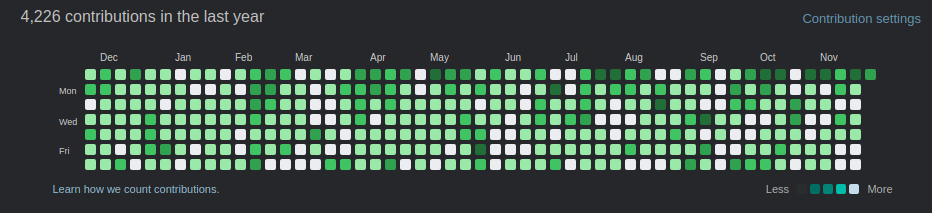 4,226 contributions in the last year
Contribution settings
Dec Jan Feb Mar Apr May Jun Jul Aug Sep Oct Nov
Mon
Wed
Fri
Learn how we count contributions.
Less More